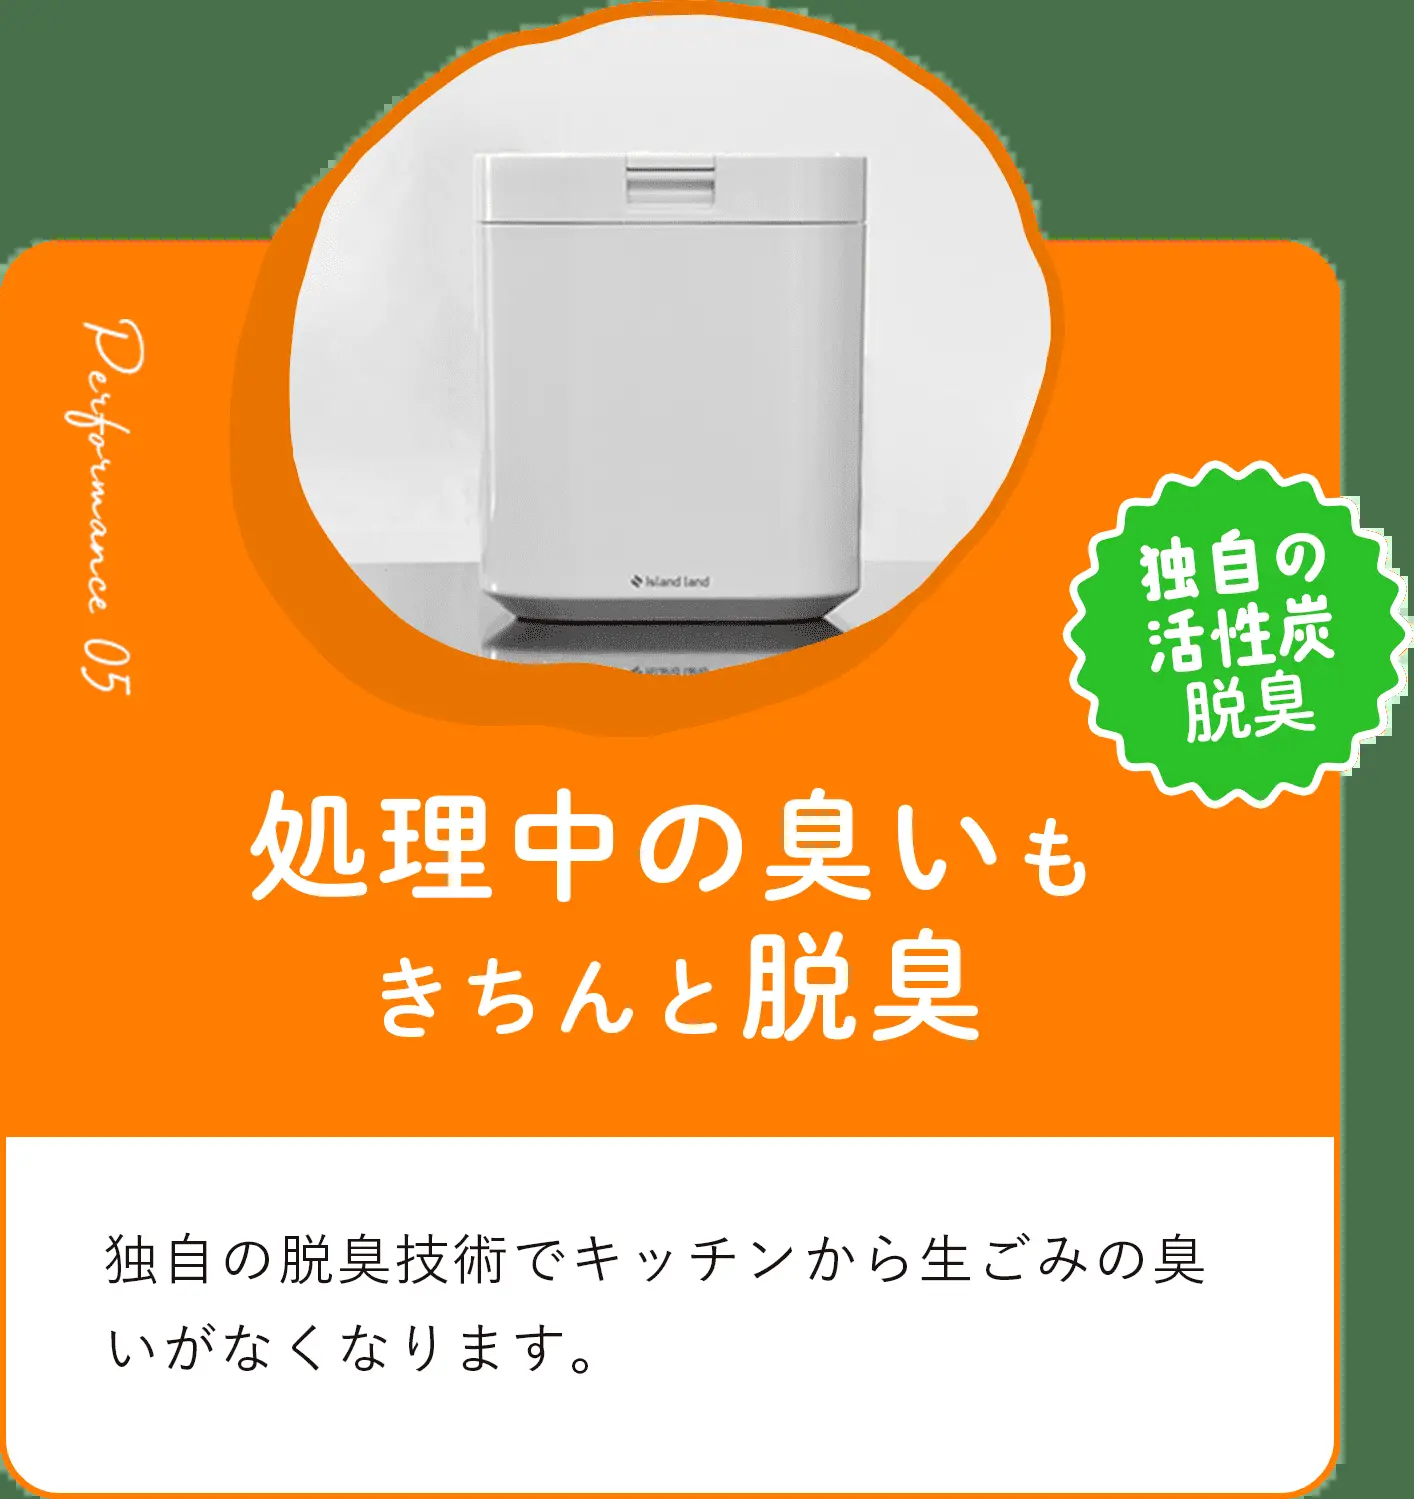 island land
Performance 05
独自の
活性炭
脱臭
処理中の臭いも
きちんと脱臭
独自の脱臭技術でキッチンから生ごみの臭
いがなくなります。